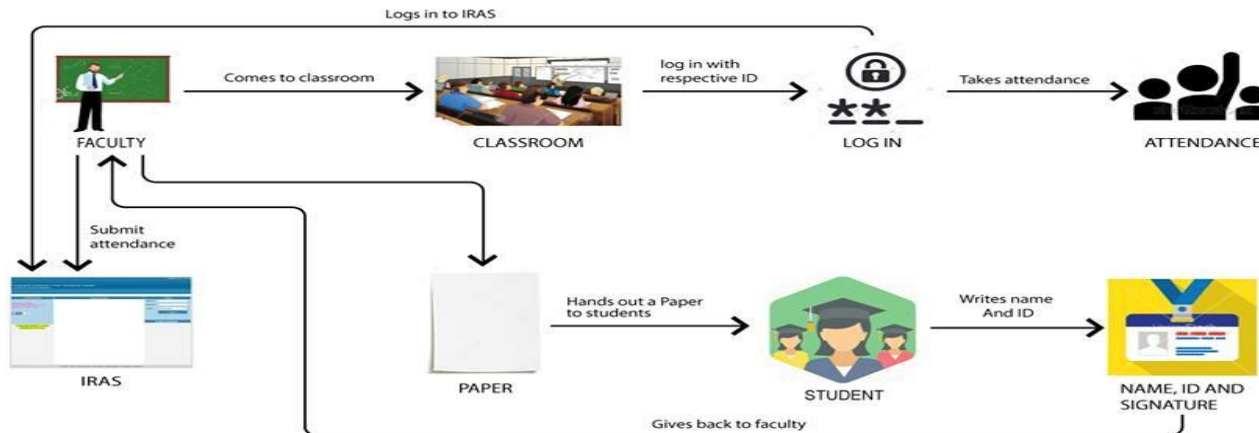 Logs in to IRAS
Comes to classroom
log in with
respective ID
Takes attendance
**_
FACULTY
CLASSROOM
LOG IN
ATTENDANCE
Submit
attendance
Hands out a Paper
to students
Writes name
And ID
IRAS
PAPER
STUDENT
NAME, ID AND
SIGNATURE
Gives back to faculty